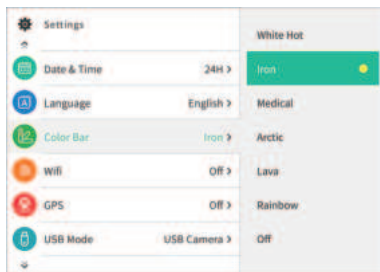 Settings
Date & Time 24H >
Language English >
Color Bar Iron >
Wifi Off >
GPS Off >
USB Mode USB Camera >
White Hot
Iron
Medical
Arctic
Lava
Rainbow
Off